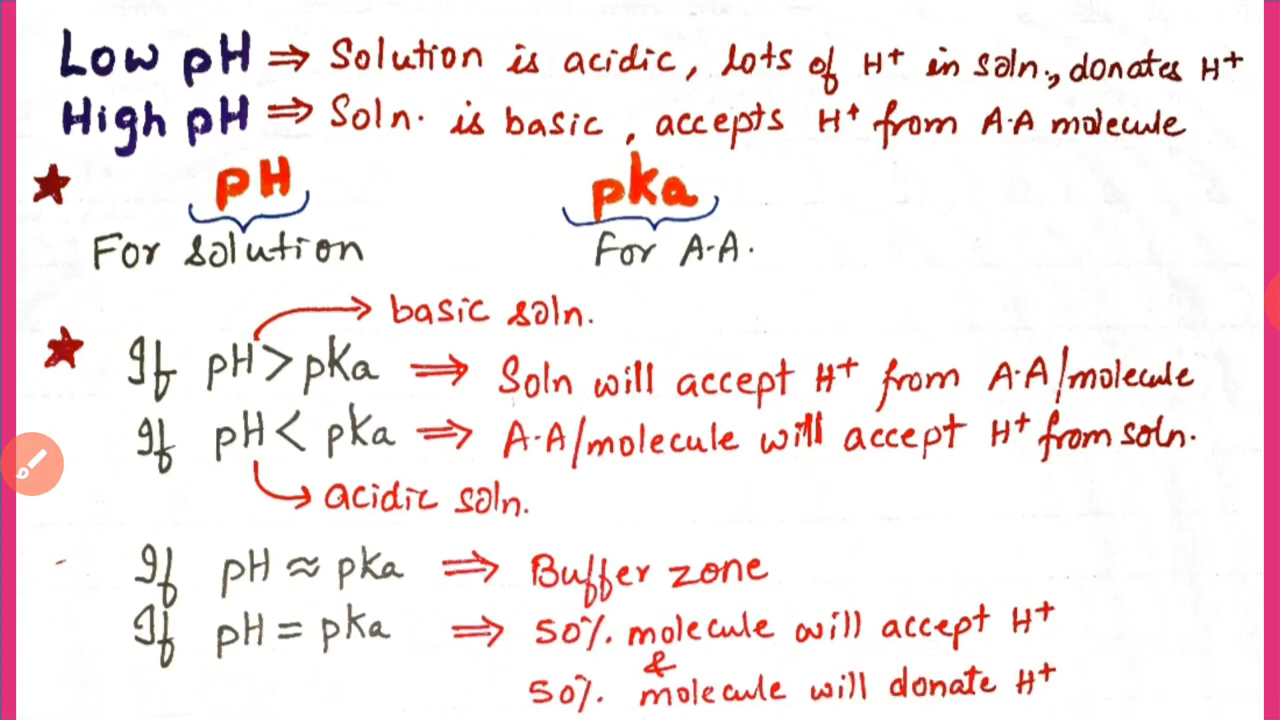 Low pH ⇒ Solution is acidic, lots of H⁺ in soln., donates H⁺
High pH ⇒ Soln. is basic, accepts H⁺ from A.A molecule
★ pH pka
For solution For A.A.
→ basic soln.
★ If pH > pKa ⇒ Soln will accept H⁺ from A.A/molecule
If pH < pKa ⇒ A.A/molecule will accept H⁺ from soln.
→ acidic soln.
If pH ≈ pKa ⇒ Buffer zone
If pH = pKa ⇒ 50% molecule will accept H⁺
&
50% molecule will donate H⁺